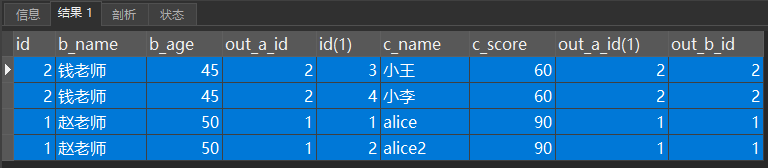 信息 结果 1 剖析 状态
id b_name b_age out_a_id id(1) c_name c_score out_a_id(1) out_b_id
2 钱老师 45 2 3 小王 60 2 2
2 钱老师 45 2 4 小李 60 2 2
1 赵老师 50 1 1 alice 90 1 1
1 赵老师 50 1 2 alice2 90 1 1